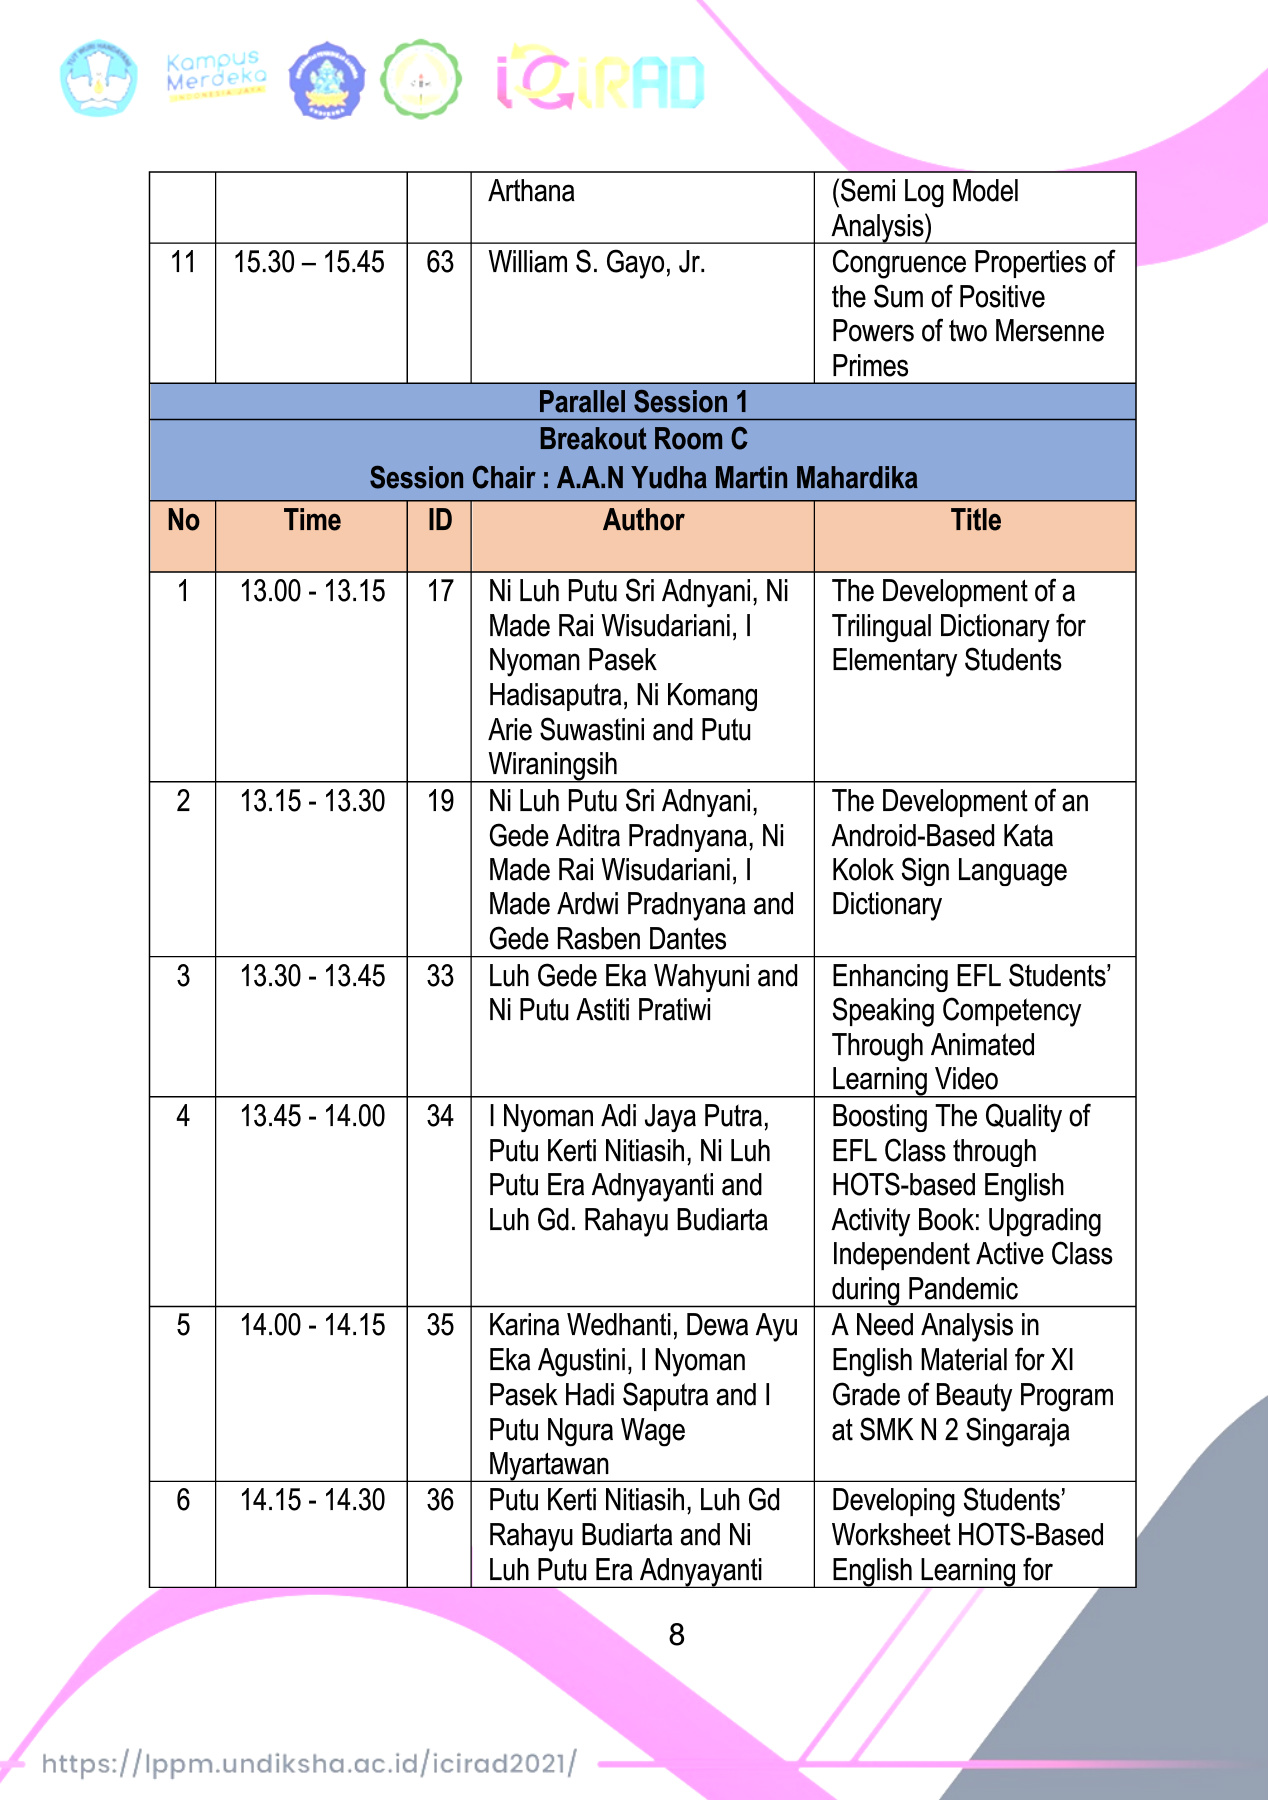 TUT WURI HANDAYANI
Kampus
Merdeka
INDONESIA JAYA
iCiRAD
Arthana
(Semi Log Model
Analysis)
11
15.30 – 15.45
63
William S. Gayo, Jr.
Congruence Properties of
the Sum of Positive
Powers of two Mersenne
Primes
Parallel Session 1
Breakout Room C
Session Chair : A.A.N Yudha Martin Mahardika
No
Time
ID
Author
Title
1
13.00 - 13.15
17
Ni Luh Putu Sri Adnyani, Ni
Made Rai Wisudariani, I
Nyoman Pasek
Hadisaputra, Ni Komang
Arie Suwastini and Putu
Wiraningsih
The Development of a
Trilingual Dictionary for
Elementary Students
2
13.15 - 13.30
19
Ni Luh Putu Sri Adnyani,
Gede Aditra Pradnyana, Ni
Made Rai Wisudariani, I
Made Ardwi Pradnyana and
Gede Rasben Dantes
The Development of an
Android-Based Kata
Kolok Sign Language
Dictionary
3
13.30 - 13.45
33
Luh Gede Eka Wahyuni and
Ni Putu Astiti Pratiwi
Enhancing EFL Students’
Speaking Competency
Through Animated
Learning Video
4
13.45 - 14.00
34
I Nyoman Adi Jaya Putra,
Putu Kerti Nitiasih, Ni Luh
Putu Era Adnyayanti and
Luh Gd. Rahayu Budiarta
Boosting The Quality of
EFL Class through
HOTS-based English
Activity Book: Upgrading
Independent Active Class
during Pandemic
5
14.00 - 14.15
35
Karina Wedhanti, Dewa Ayu
Eka Agustini, I Nyoman
Pasek Hadi Saputra and I
Putu Ngura Wage
Myartawan
A Need Analysis in
English Material for XI
Grade of Beauty Program
at SMK N 2 Singaraja
6
14.15 - 14.30
36
Putu Kerti Nitiasih, Luh Gd
Rahayu Budiarta and Ni
Luh Putu Era Adnyayanti
Developing Students’
Worksheet HOTS-Based
English Learning for
8
https://lppm.undiksha.ac.id/icirad2021/